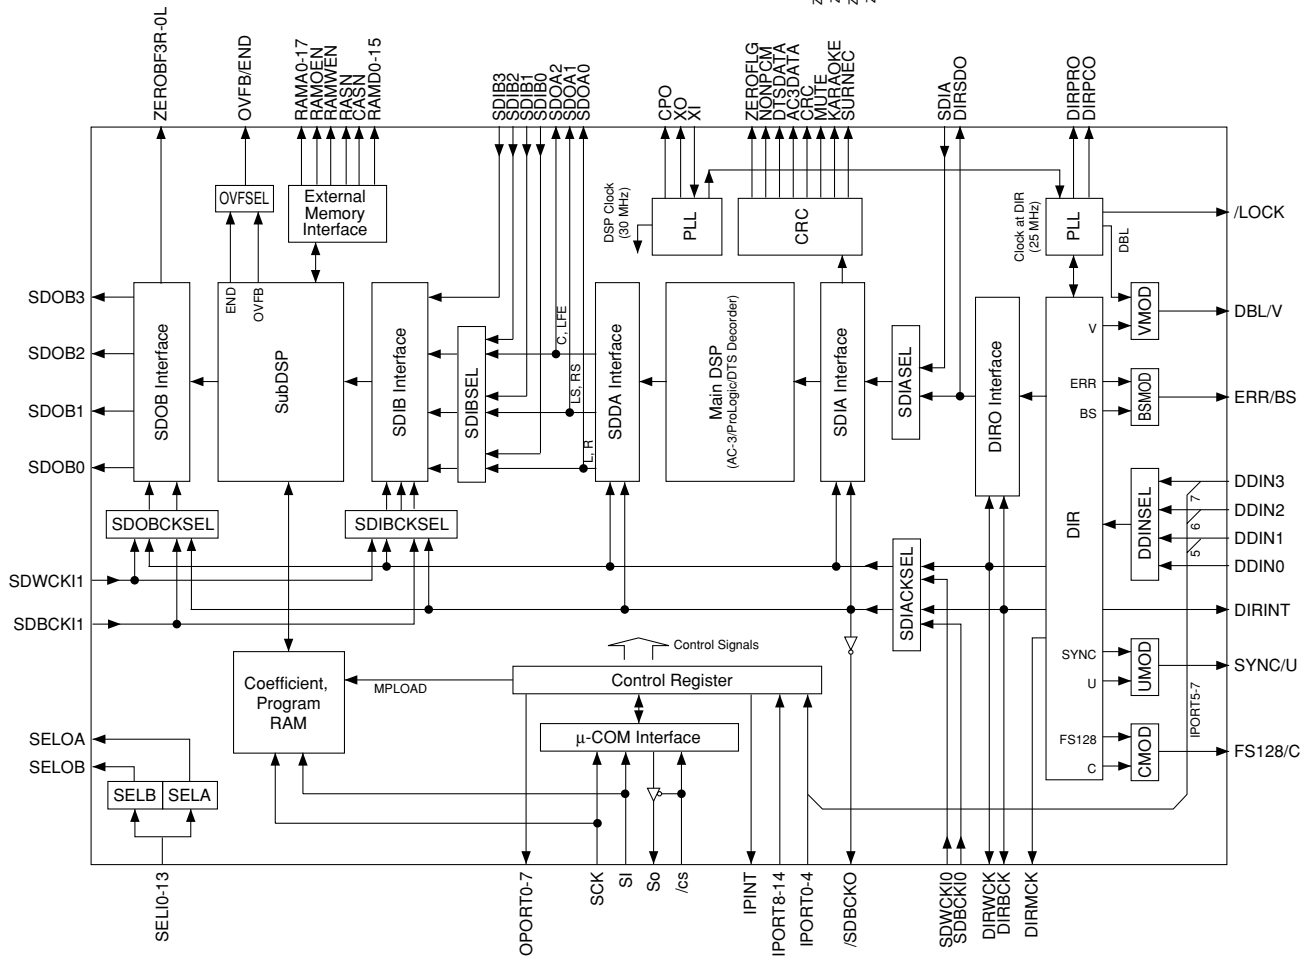 ZEROBF3R-0L
OVFB/END
RAMA0-17
RAMOEN
RAMWEN
RASN
CASN
RAMID0-15
SDIB3
SDIB2
SDIB1
SDIB0
SDOA2
SDOA1
SDOA0
CPO
XO
XI
ZEROFLG
NONPCM
DTSDATA
AC3DATA
CRC
MUTE
KARAOKE
SURNEC
SDIA
DIRSDO
DIRPRO
DIRPCO
OVFSEL
External
Memory
Interface
DSP Clock
(30 MHz)
PLL
CRC
Clock at DIR
(25 MHz)
PLL
DBL
/LOCK
END
OVFB
SDOB3
SDOB2
SDOB1
SDOB0
SDOB Interface
SubDSP
SDIB Interface
SDIBSEL
C, LFE
LS, RS
L, R
SDDA Interface
Main DSP
(AC-3/ProLogic/DTS Decorder)
SDIA Interface
SDIASEL
DIRO Interface
DIR
V
VMOD
DBL/V
ERR
BS
BSMOD
ERR/BS
DDINSEL
DDIN3
7
DDIN2
6
DDIN1
5
DDIN0
SDOBCKSEL
SDIBCKSEL
SDIACKSEL
SDWCKI1
SDBCKI1
DIRINT
Control Signals
Coefficient,
Program
RAM
MPLOAD
Control Register
µ-COM Interface
SYNC
U
UMOD
SYNC/U
IPORT5-7
FS128
C
CMOD
FS128/C
SELOA
SELOB
SELB
SELA
SELI0-13
OPORT0-7
SCK
SI
So
/cs
IPINT
IPORT8-14
IPORT0-4
/SDBCKO
SDWCKI0
SDBCKI0
DIRWCK
DIRBCK
DIRMCK